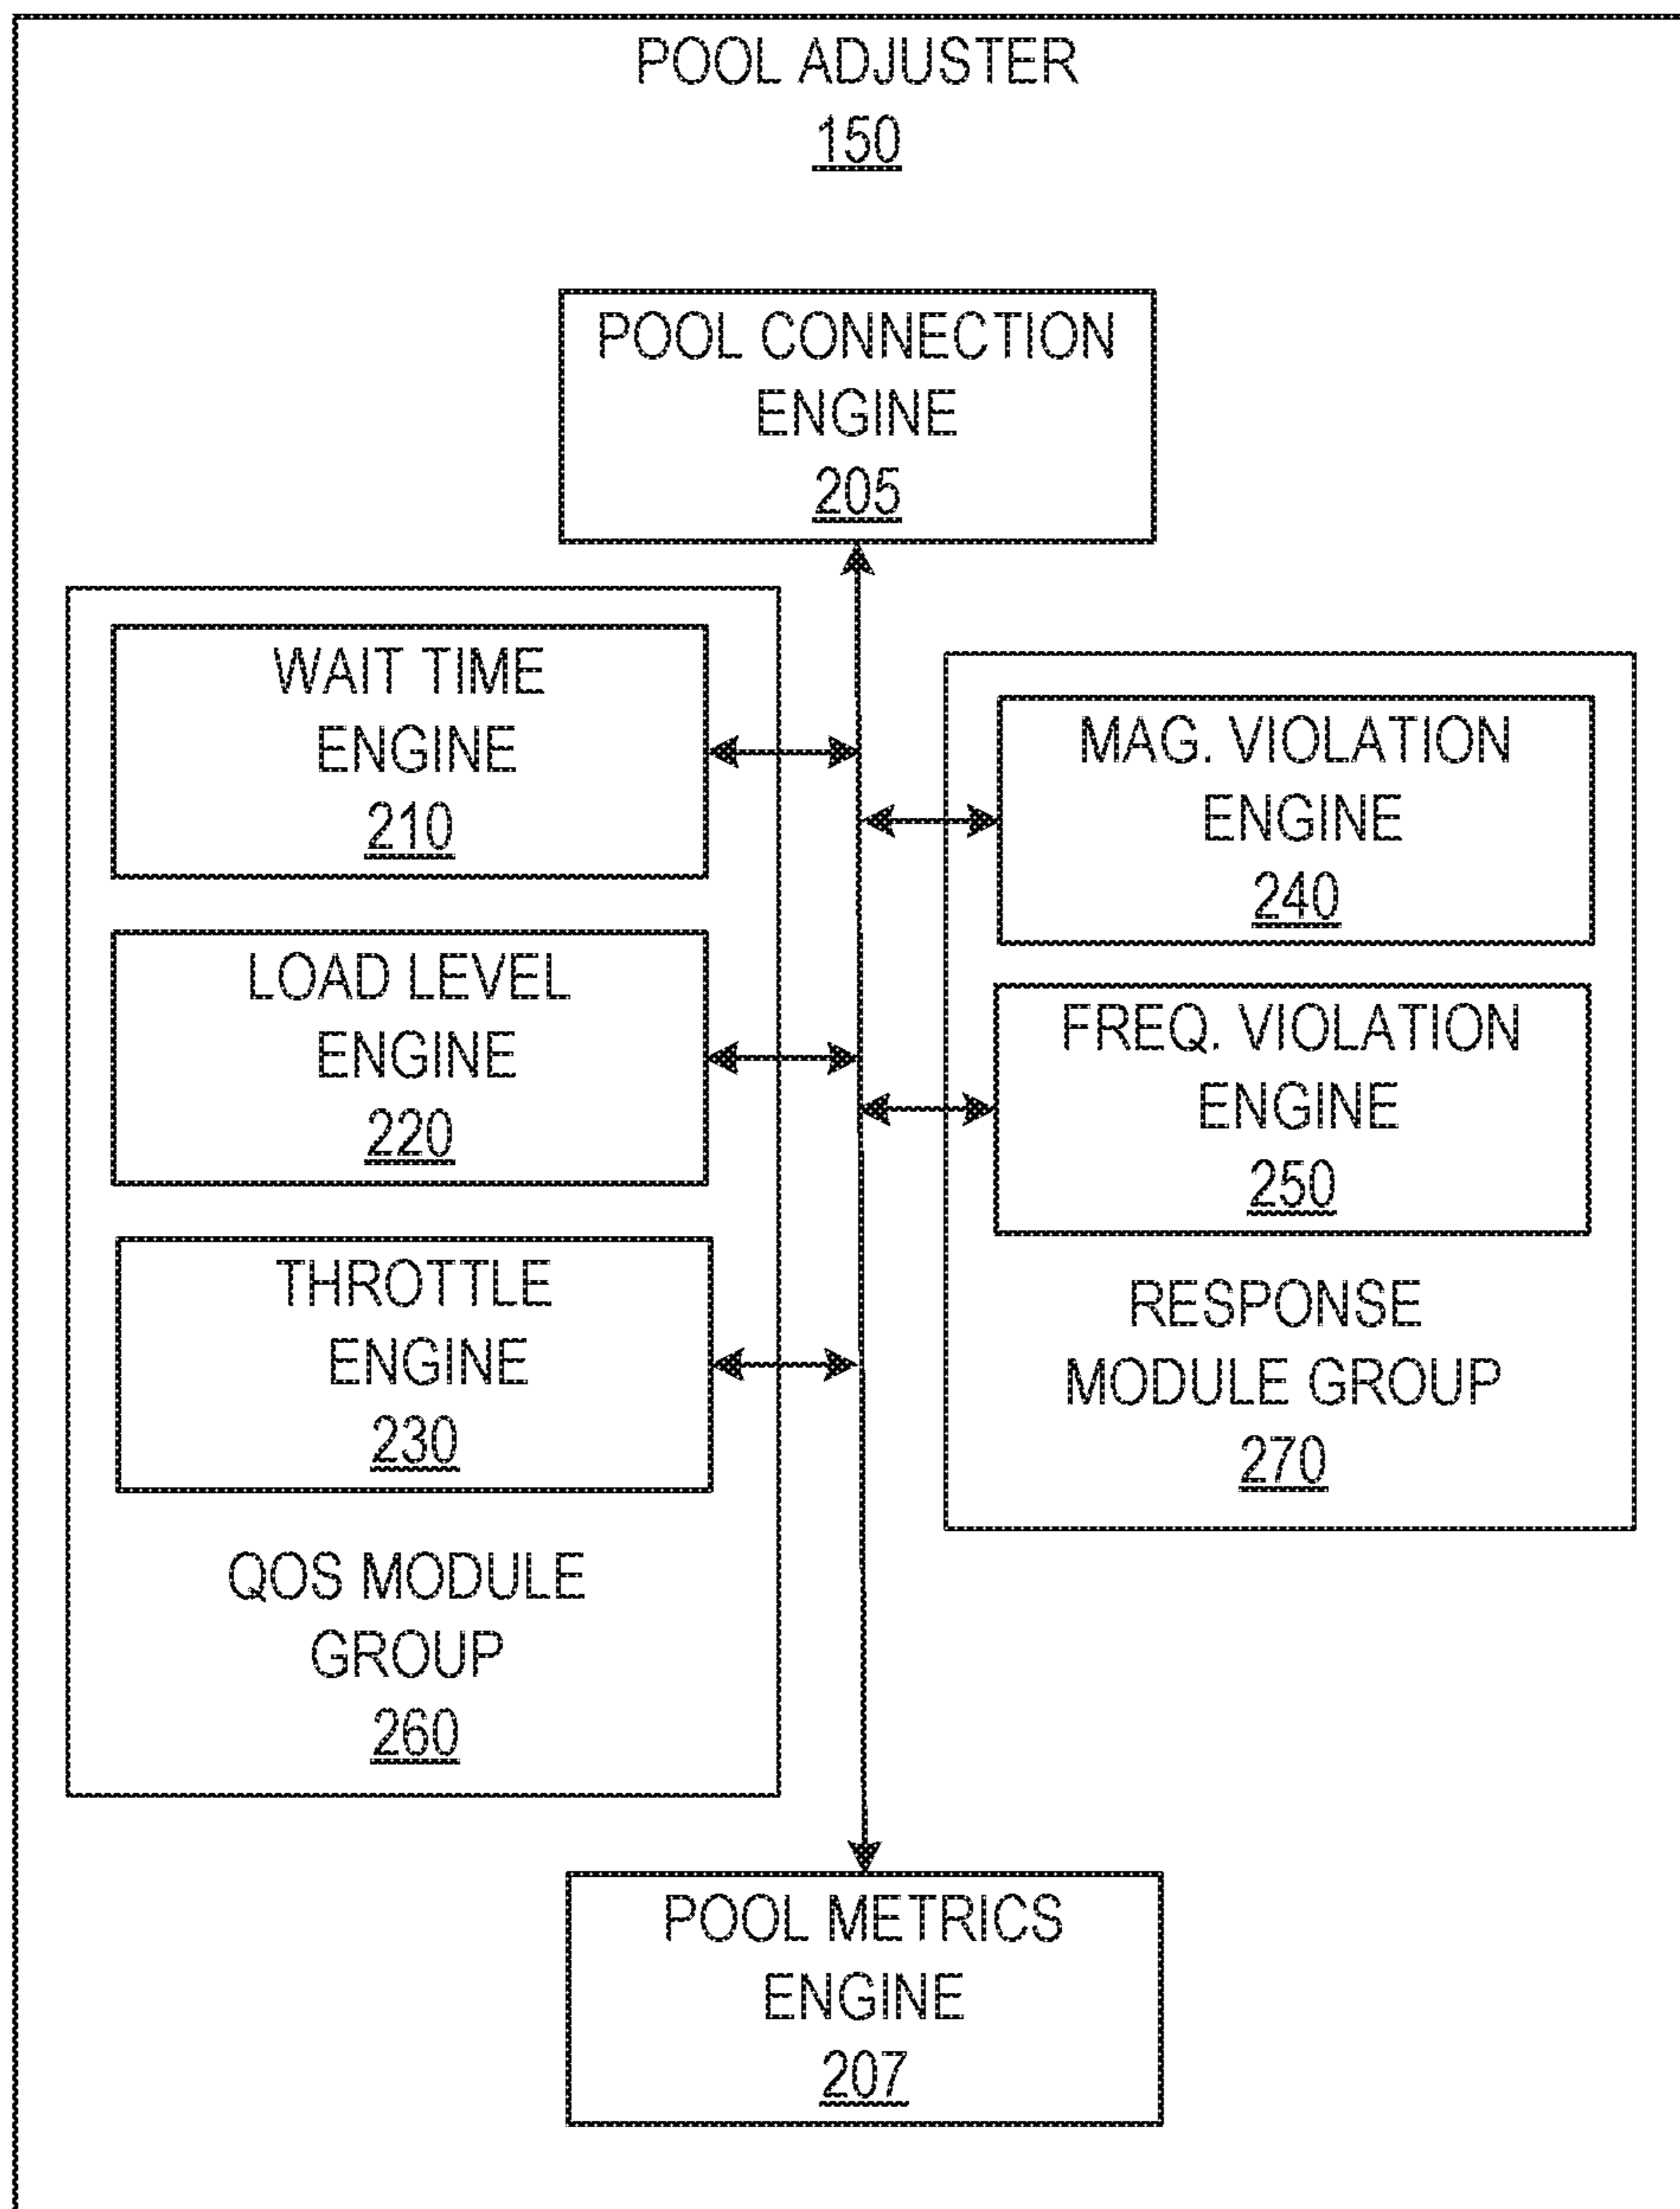 POOL ADJUSTER
150
POOL CONNECTION
ENGINE
205
WAIT TIME
ENGINE
210
LOAD LEVEL
ENGINE
220
THROTTLE
ENGINE
230
QOS MODULE
GROUP
260
MAG. VIOLATION
ENGINE
240
FREQ. VIOLATION
ENGINE
250
RESPONSE
MODULE GROUP
270
POOL METRICS
ENGINE
207